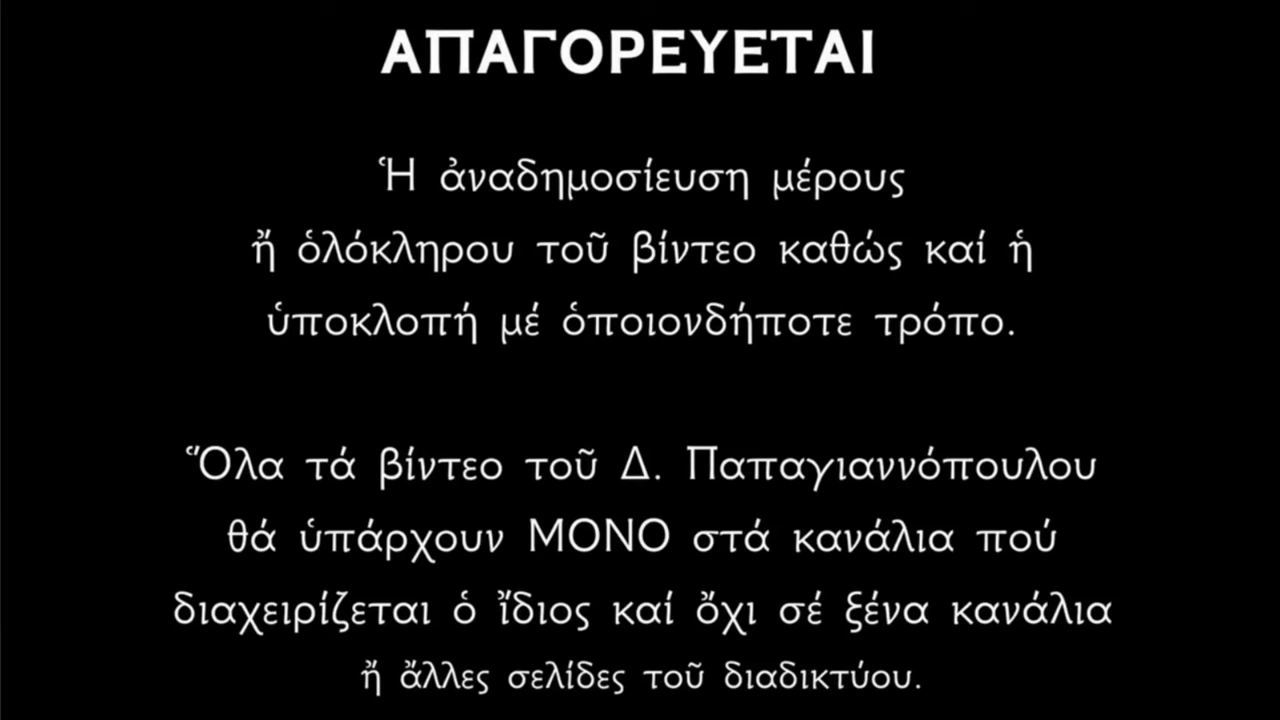 ΑΠΑΓΟΡΕΥΕΤΑΙ
Ἡ ἀναδημοσίευση μέρους
ἤ ὁλόκληρου τοῦ βίντεο καθώς καί ἡ
ὑποκλοπή μέ ὁποιονδήποτε τρόπο.
Ὅλα τά βίντεο τοῦ Δ. Παπαγιαννόπουλου
θά ὑπάρχουν ΜΟΝΟ στά κανάλια πού
διαχειρίζεται ὁ ἴδιος καί ὄχι σέ ξένα κανάλια
ἤ ἄλλες σελίδες τοῦ διαδικτύου.